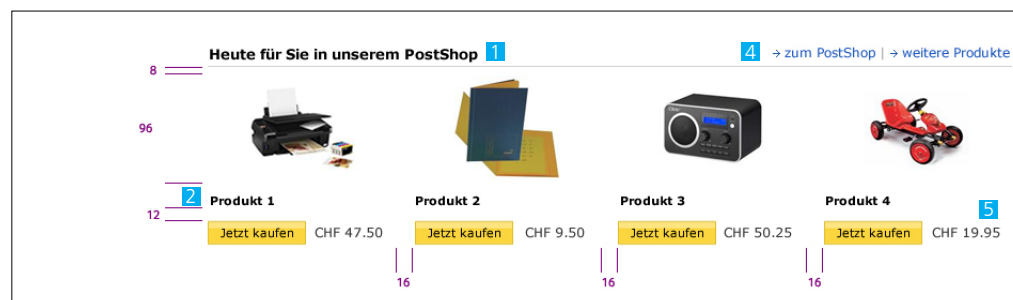 Heute für Sie in unserem PostShop 1 4 → zum PostShop | → weitere Produkte
8
96
2 Produkt 1 Produkt 2 Produkt 3 Produkt 4 5
12
Jetzt kaufen CHF 47.50 Jetzt kaufen CHF 9.50 Jetzt kaufen CHF 50.25 Jetzt kaufen CHF 19.95
16 16 16